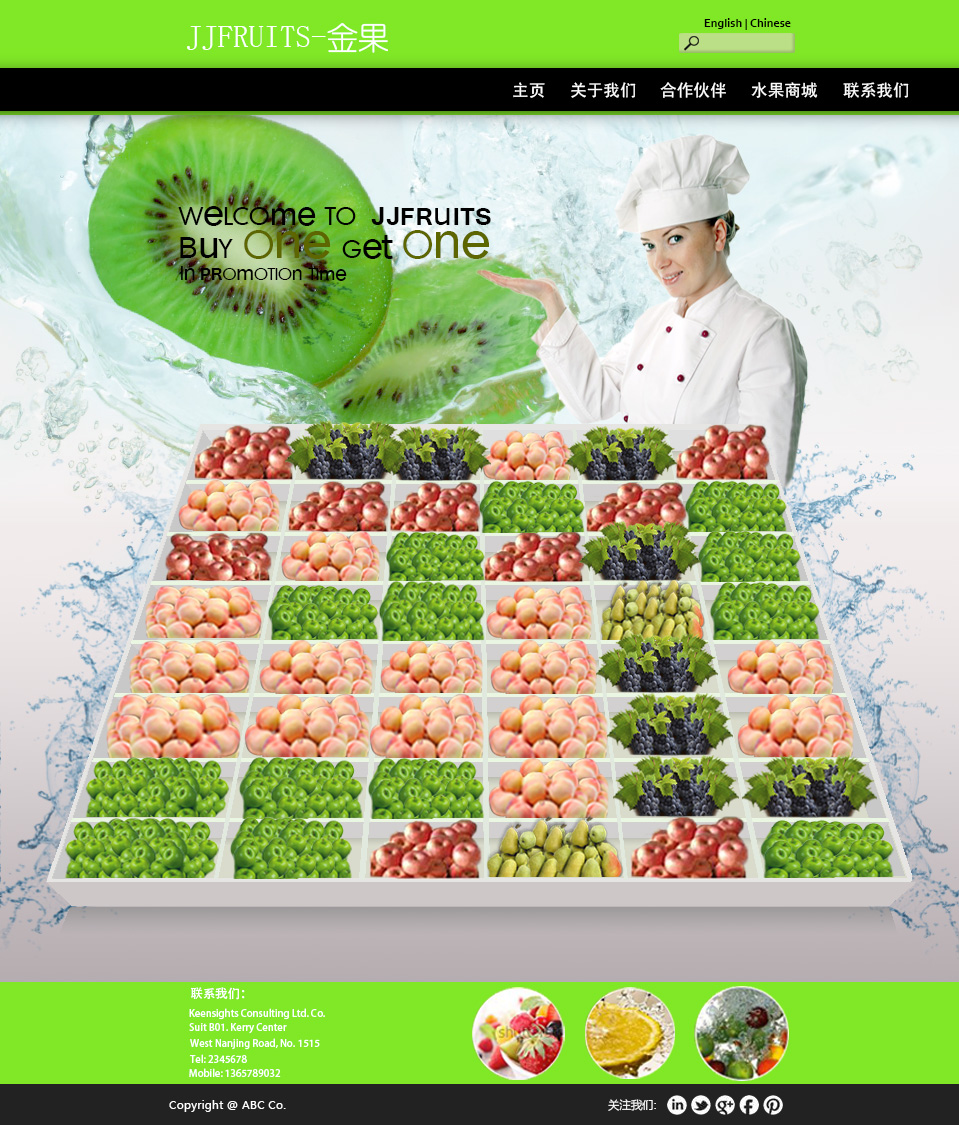 JJFRUITS-金果
English | Chinese
主页 关于我们 合作伙伴 水果商城 联系我们
WELCOME TO JJFRUITS
BUY One Get One
In PROMOTION Time
联系我们:
Keensights Consulting Ltd. Co.
Suit B01. Kerry Center
West Nanjing Road, No. 1515
Tel: 2345678
Mobile: 1365789032
Copyright @ ABC Co.
关注我们: